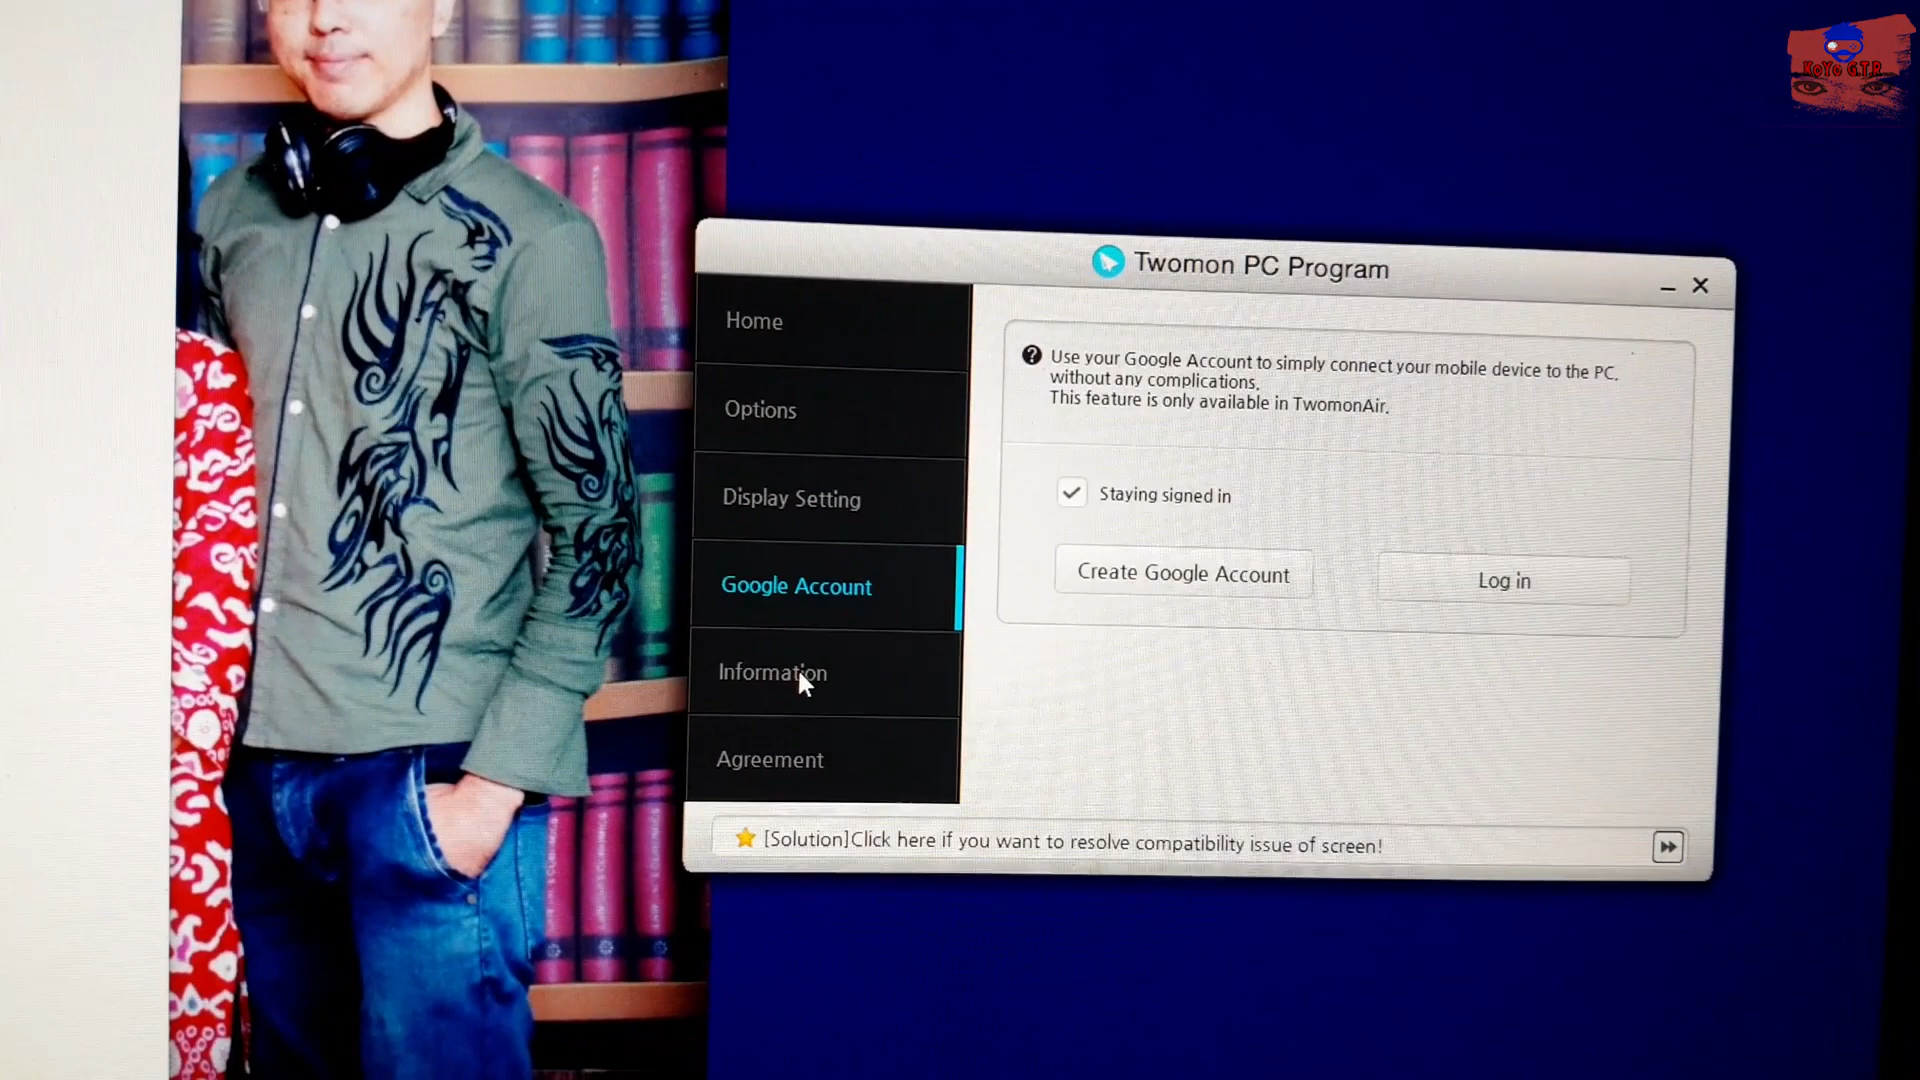 KoYo G.T.R
Twomon PC Program
Home
Options
Display Setting
Google Account
Information
Agreement
Use your Google Account to simply connect your mobile device to the PC,
without any complications.
This feature is only available in TwomonAir.
Staying signed in
Create Google Account
Log in
[Solution]Click here if you want to resolve compatibility issue of screen!